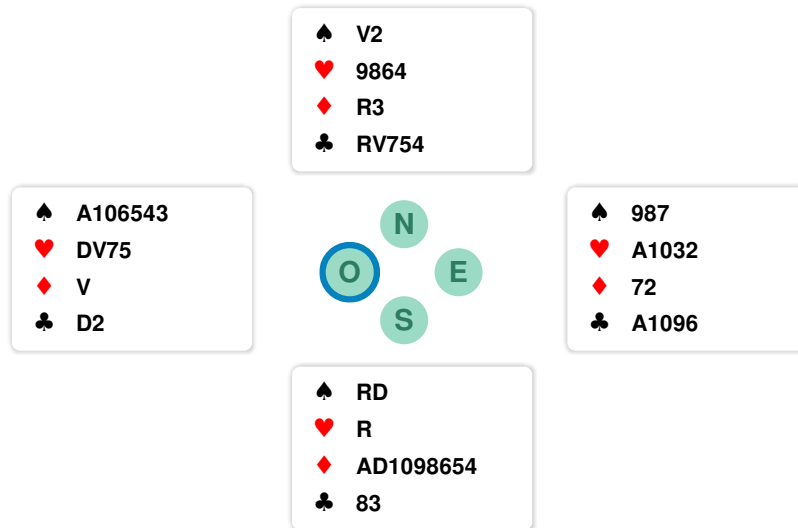 ♠ V2
♥ 9864
♦ R3
♣ RV754
♠ A106543
♥ DV75
♦ V
♣ D2
N
O E
S
♠ 987
♥ A1032
♦ 72
♣ A1096
♠ RD
♥ R
♦ AD1098654
♣ 83